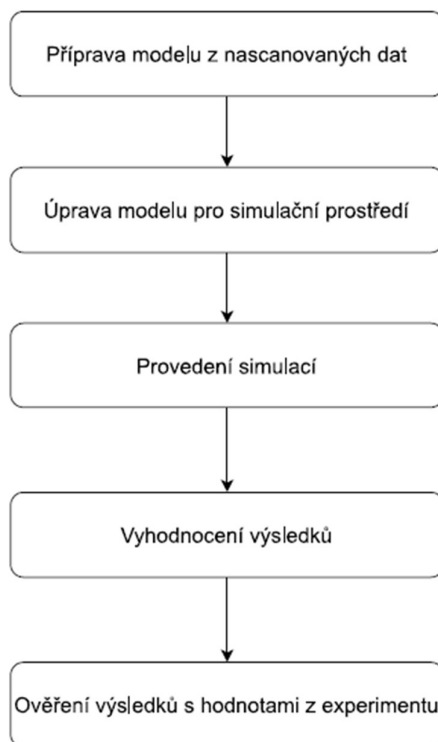 Příprava modelu z nascanovaných dat
Úprava modelu pro simulační prostředí
Provedení simulací
Vyhodnocení výsledků
Ověření výsledků s hodnotami z experimentu